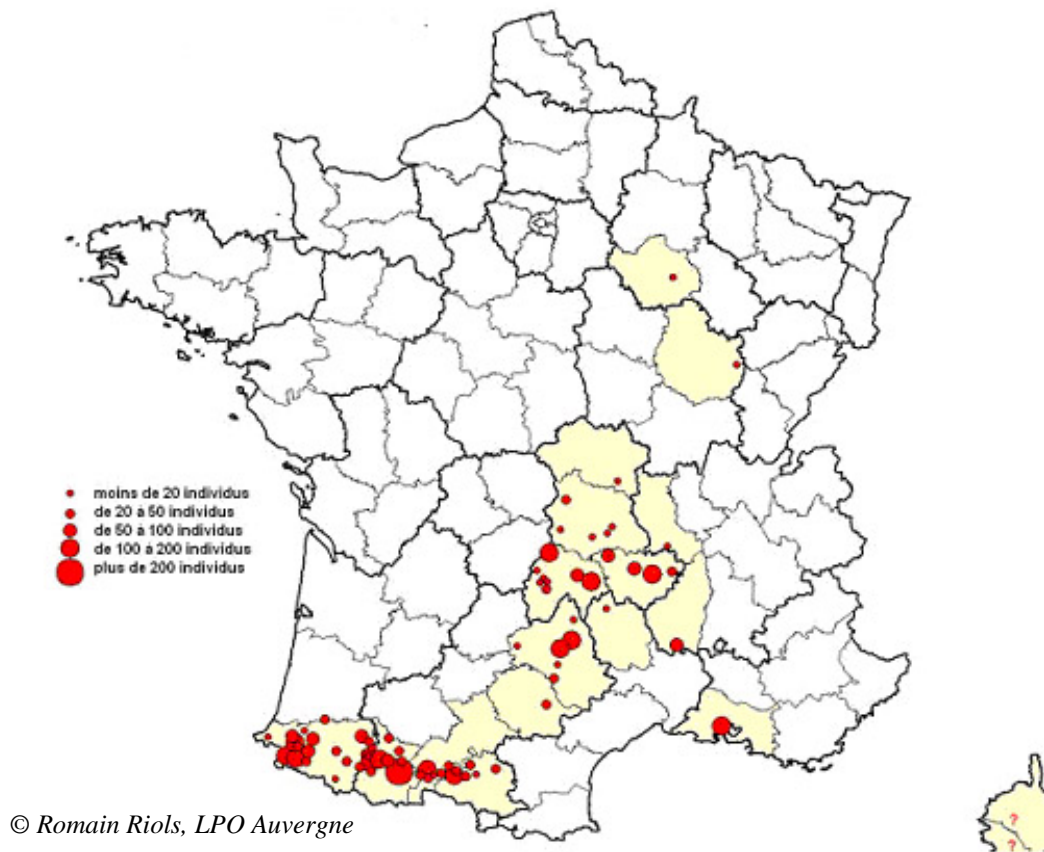 moins de 20 individus
de 20 à 50 individus
de 50 à 100 individus
de 100 à 200 individus
plus de 200 individus
© Romain Riols, LPO Auvergne
?
?